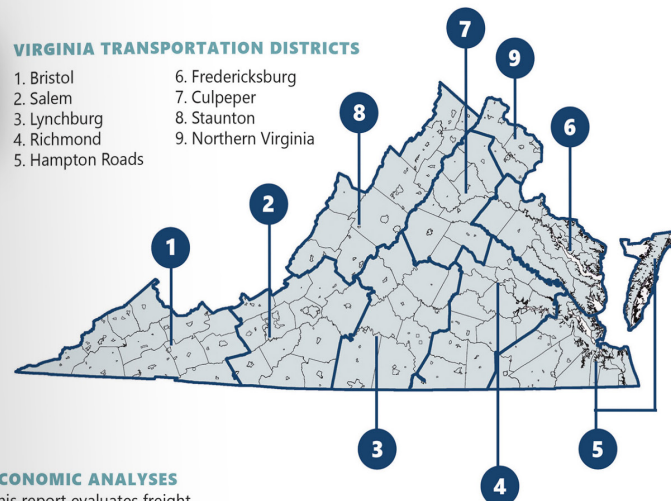 VIRGINIA TRANSPORTATION DISTRICTS
1. Bristol
2. Salem
3. Lynchburg
4. Richmond
5. Hampton Roads
6. Fredericksburg
7. Culpeper
8. Staunton
9. Northern Virginia
7
9
8
6
2
1
3
5
4
CONOMIC ANALYSES
his report evaluates freight